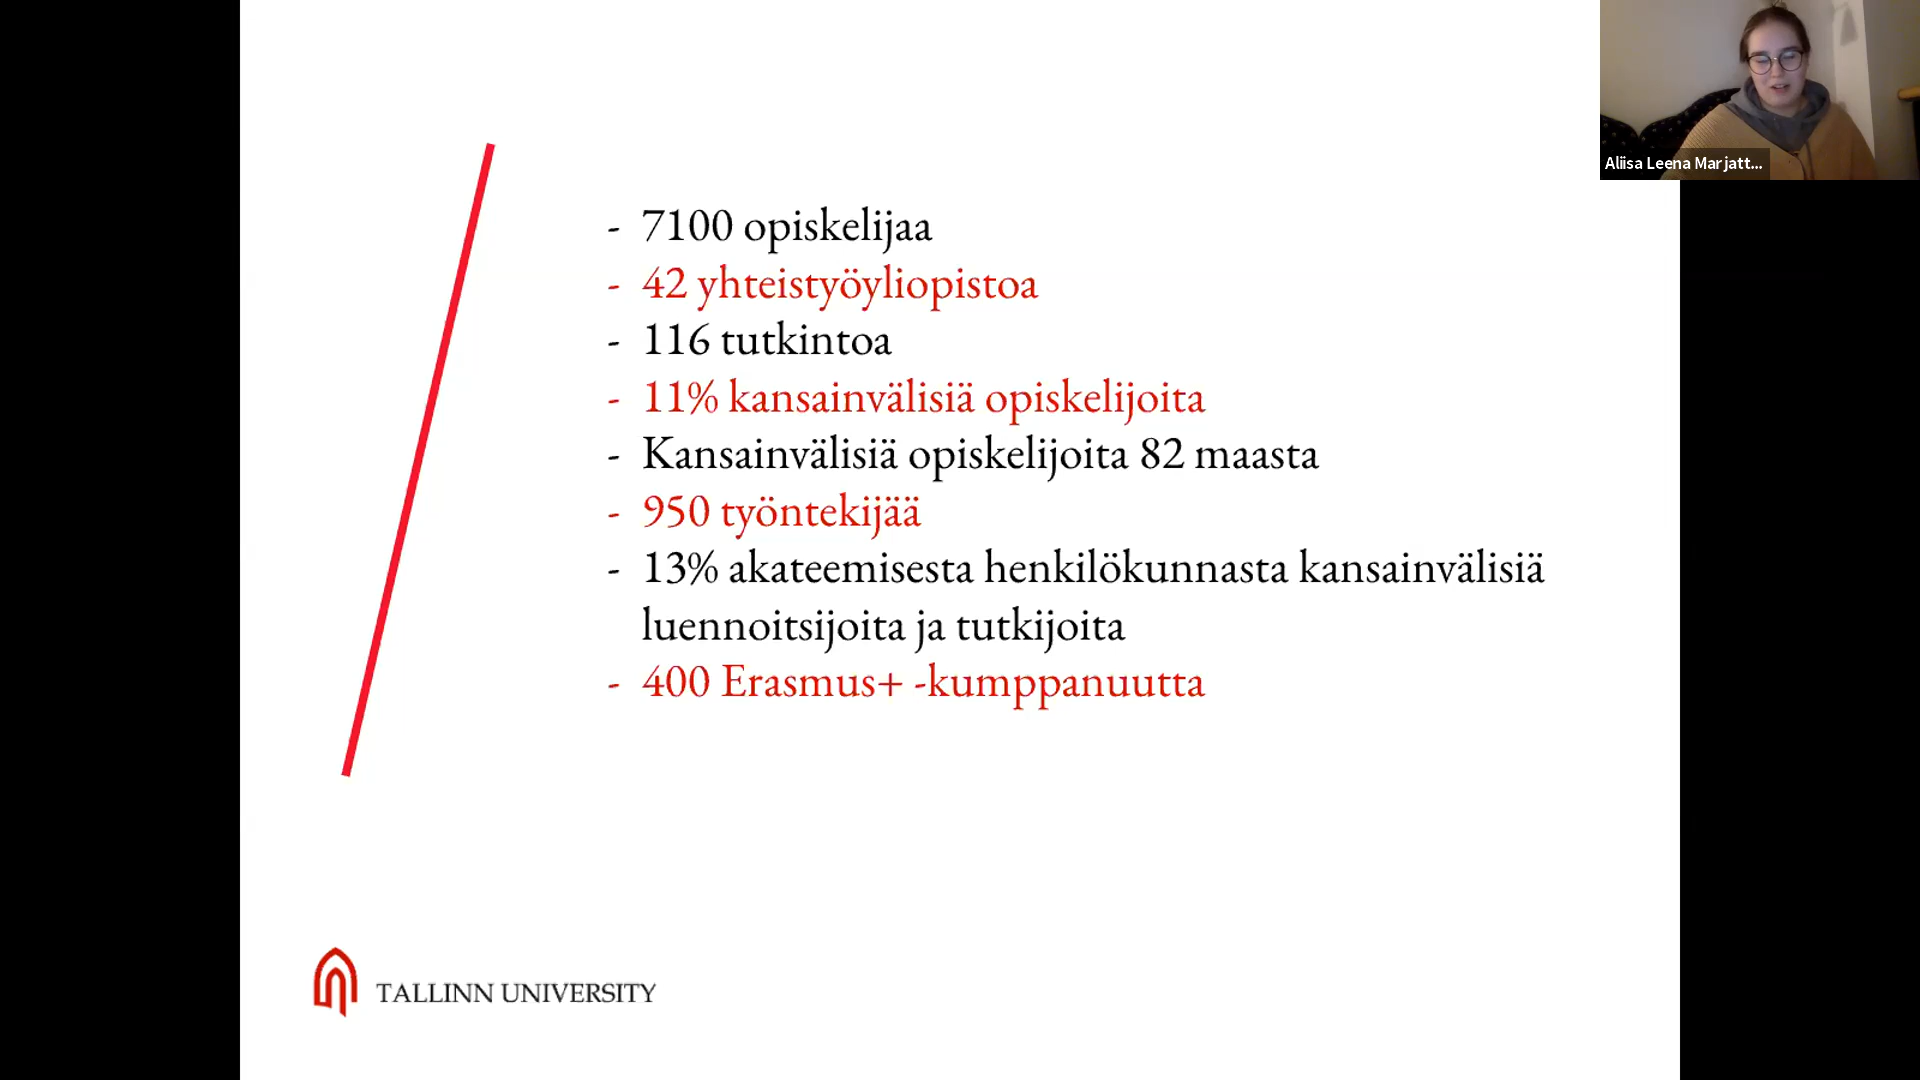 - 7100 opiskelijaa
- 42 yhteistyöyliopistoa
- 116 tutkintoa
- 11% kansainvälisiä opiskelijoita
- Kansainvälisiä opiskelijoita 82 maasta
- 950 työntekijää
- 13% akateemisesta henkilökunnasta kansainvälisiä
luennoitsijoita ja tutkijoita
- 400 Erasmus+ -kumppanuutta
TALLINN UNIVERSITY
Aliisa Leena Marjatt...